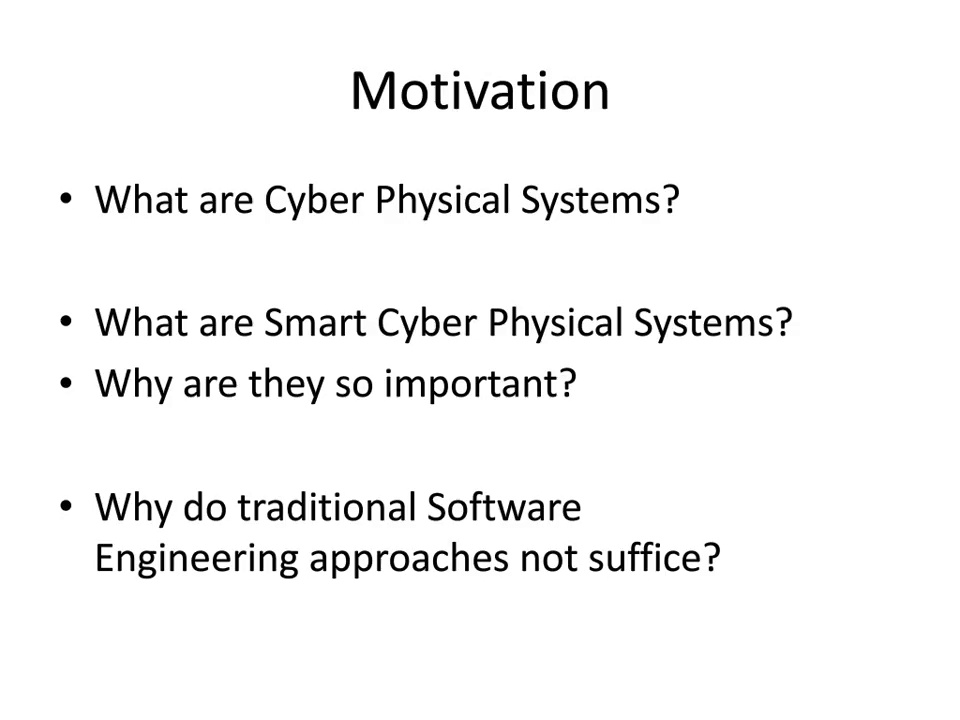 Motivation
• What are Cyber Physical Systems?
• What are Smart Cyber Physical Systems?
• Why are they so important?
• Why do traditional Software
Engineering approaches not suffice?